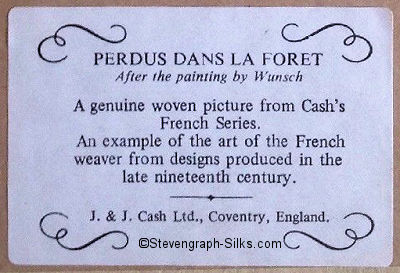 PERDUS DANS LA FORET
After the painting by Wunsch
A genuine woven picture from Cash's
French Series.
An example of the art of the French
weaver from designs produced in the
late nineteenth century.
J. & J. Cash Ltd., Coventry, England.
©Stevengraph-Silks.com